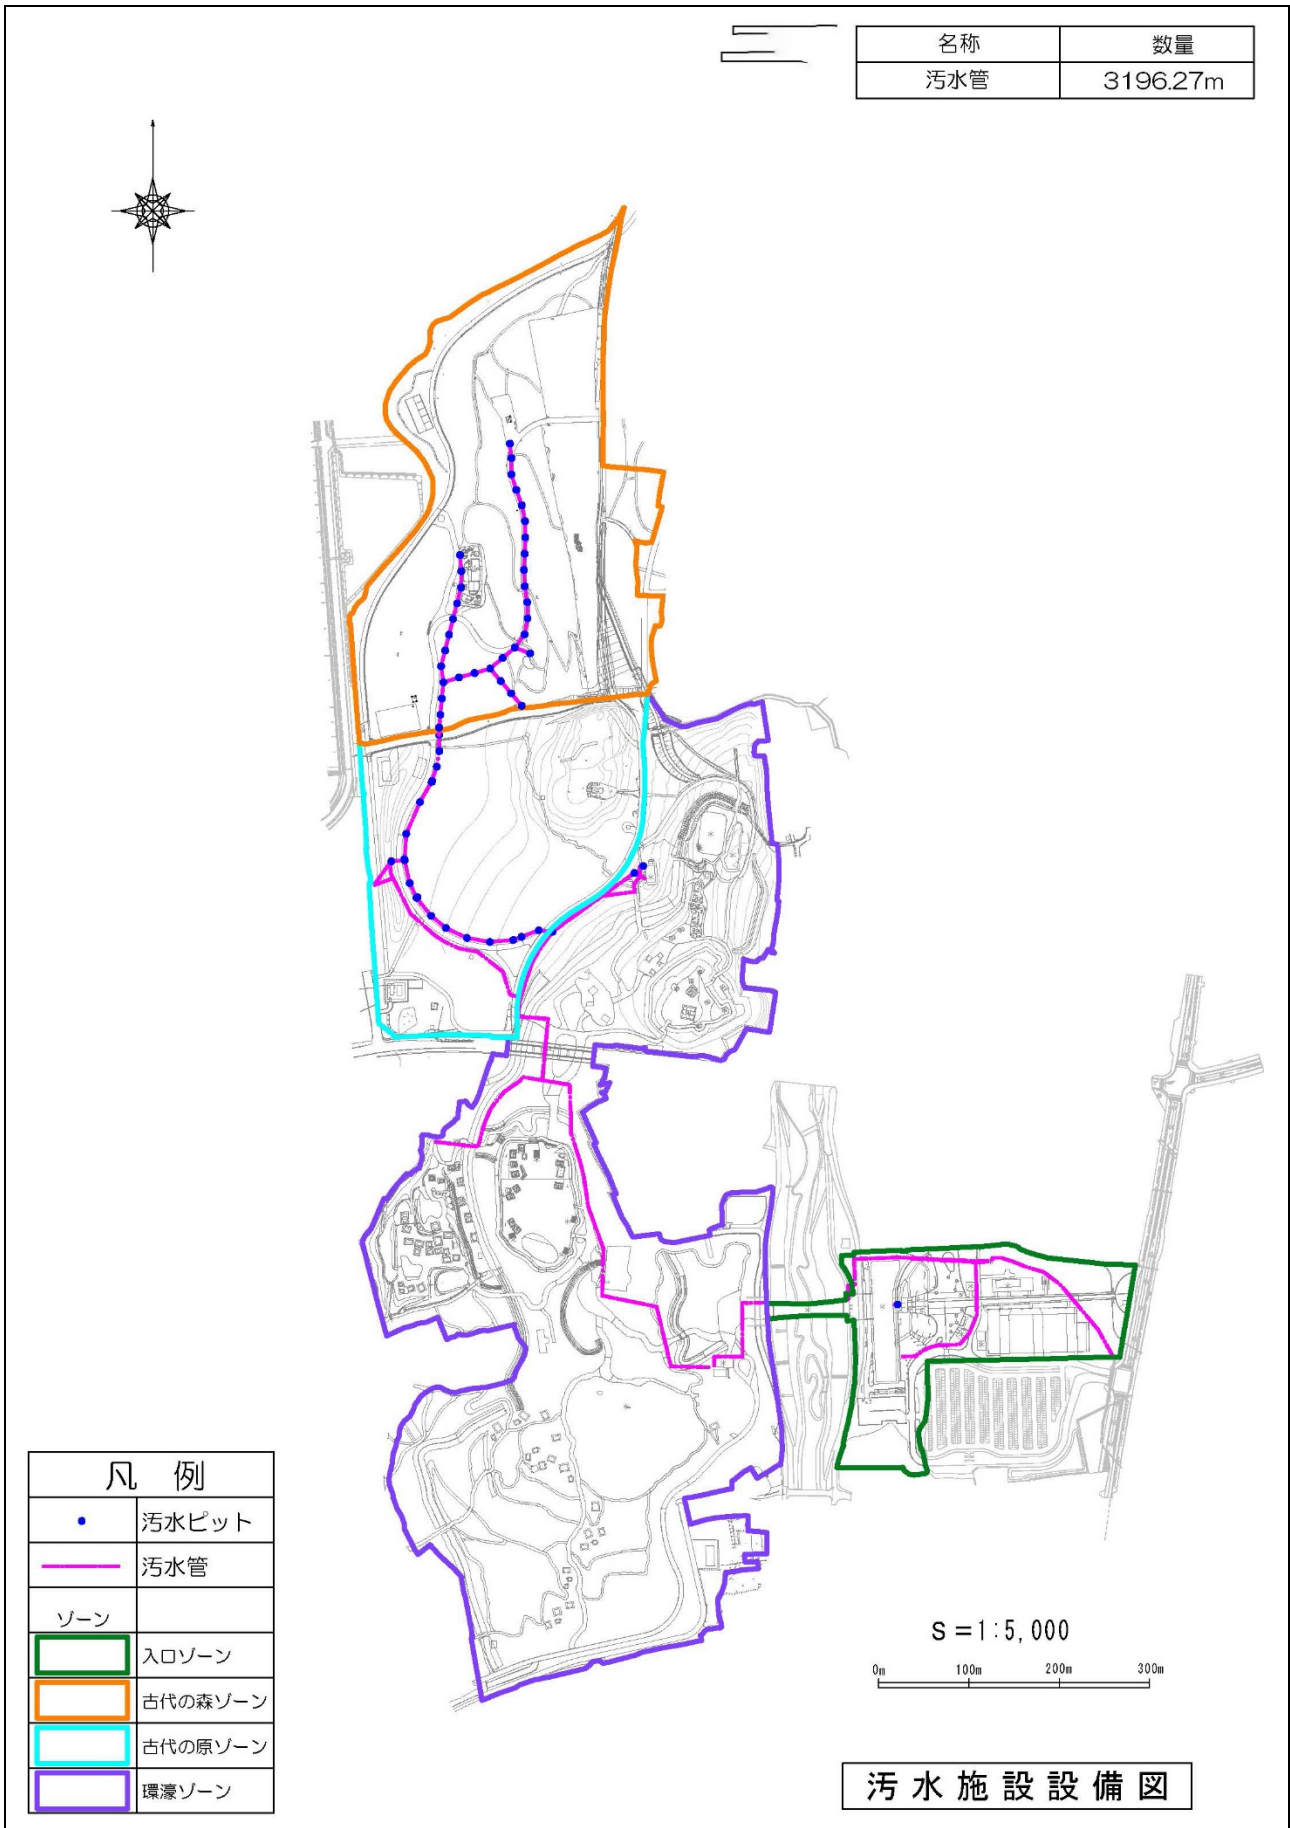 名称 数量
汚水管 3196.27m
凡 例
汚水ピット
汚水管
ゾーン
入口ゾーン
古代の森ゾーン
古代の原ゾーン
環濠ゾーン
S=1:5,000
0m 100m 200m 300m
汚水施設設備図